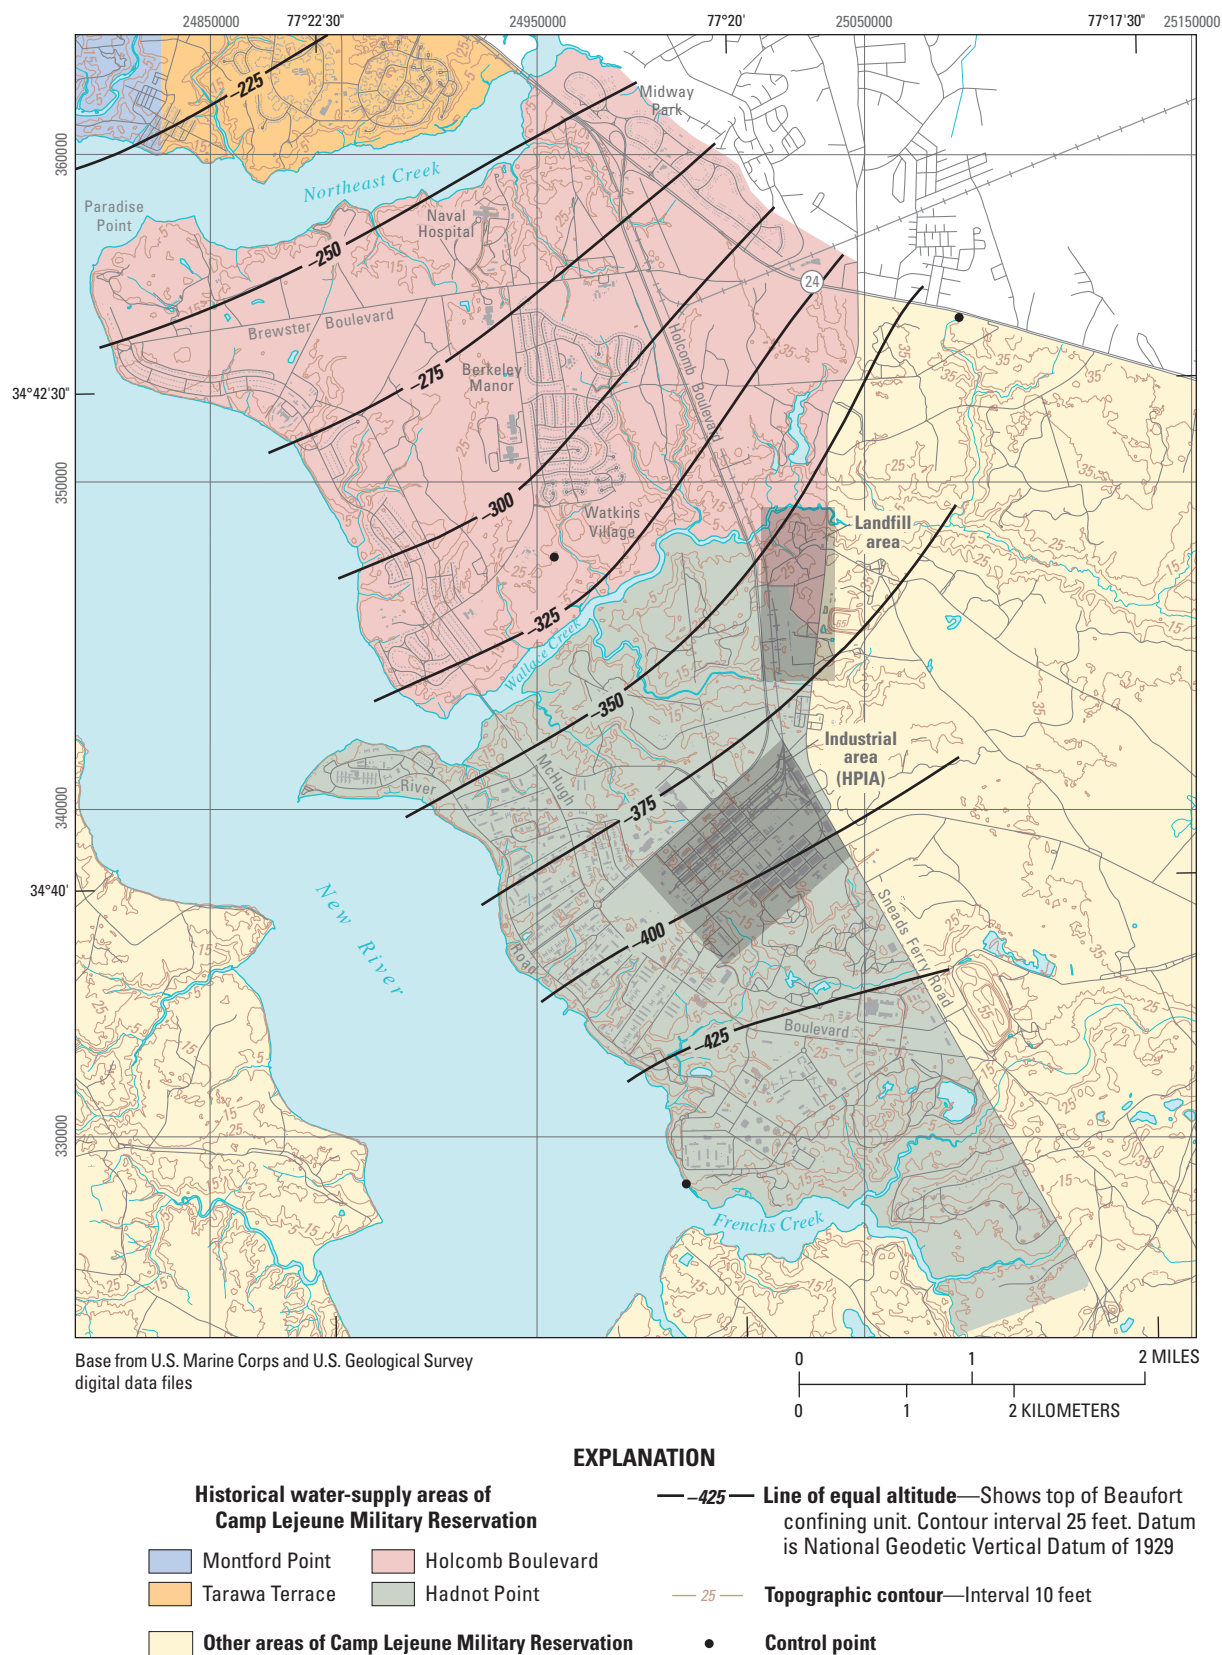 24850000 77°22'30" 24950000 77°20' 25050000 77°17'30" 25150000
360000
350000
340000
330000
34°42'30"
34°40'
–225
Midway
Park
Northeast Creek
Paradise
Point
Naval
Hospital
–250
24
Brewster Boulevard
Holcomb Boulevard
Berkeley
Manor
–275
–300
Watkins
Village
Landfill
area
–325
Wallace Creek
–350
Industrial
area
(HPIA)
River
McHugh
–375
New River
Sneads Ferry Road
–400
Road
Boulevard
–425
Frenchs Creek
15
25
35
5
65
55
Base from U.S. Marine Corps and U.S. Geological Survey
digital data files
0 1 2 MILES
0 1 2 KILOMETERS
EXPLANATION
Historical water-supply areas of
Camp Lejeune Military Reservation
Montford Point
Holcomb Boulevard
Tarawa Terrace
Hadnot Point
Other areas of Camp Lejeune Military Reservation
–425 Line of equal altitude—Shows top of Beaufort
confining unit. Contour interval 25 feet. Datum
is National Geodetic Vertical Datum of 1929
25 Topographic contour—Interval 10 feet
Control point